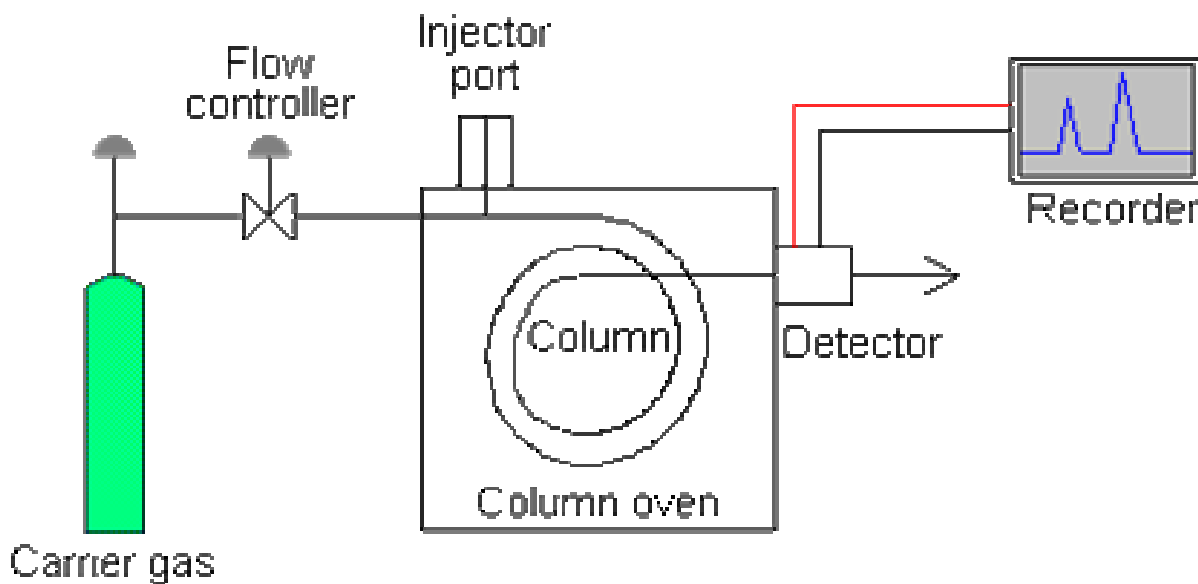 Injector
port
Flow
controller
Recorder
Column
Detector
Column oven
Carrier gas